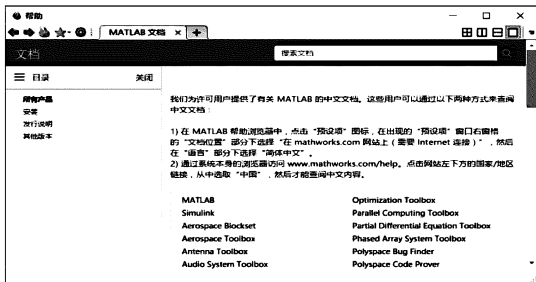 帮助
MATLAB 文档
文档
搜索文档
目录
关闭
所有产品
安装
发行说明
其他版本
我们为许可用户提供了有关 MATLAB 的中文文档。这些用户可以通过以下两种方式来查阅
中文文档：
1) 在 MATLAB 帮助浏览器中，点击“预设项”图标，在出现的“预设项”窗口右窗格
的“文档位置”部分下选择“在 mathworks.com 网站上（需要 Internet 连接）”，然后
在“语言”部分下选择“简体中文”。
2) 通过系统本身的浏览器访问 www.mathworks.com/help。点击网站左下方的国家/地区
链接，从中选取“中国”，然后才能查阅中文内容。
MATLAB
Simulink
Aerospace Blockset
Aerospace Toolbox
Antenna Toolbox
Audio System Toolbox
Optimization Toolbox
Parallel Computing Toolbox
Partial Differential Equation Toolbox
Phased Array System Toolbox
Polyspace Bug Finder
Polyspace Code Prover